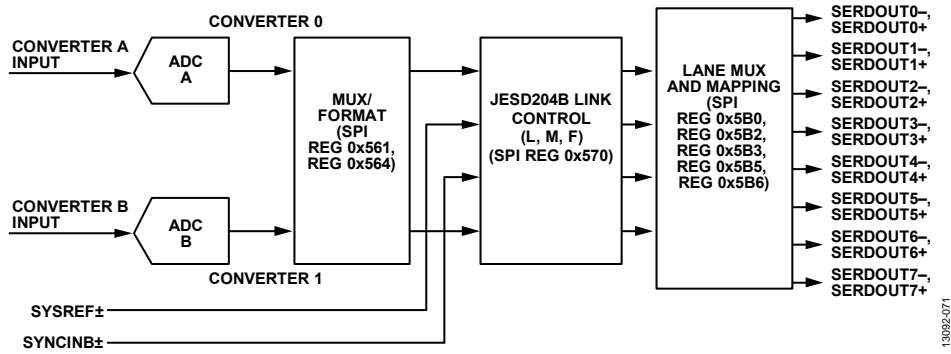 CONVERTER 0
CONVERTER A
INPUT
ADC
A
MUX/
FORMAT
(SPI
REG 0x561,
REG 0x564)
JESD204B LINK
CONTROL
(L, M, F)
(SPI REG 0x570)
LANE MUX
AND MAPPING
(SPI
REG 0x5B0,
REG 0x5B2,
REG 0x5B3,
REG 0x5B5,
REG 0x5B6)
SERDOUT0–,
SERDOUT0+
SERDOUT1–,
SERDOUT1+
SERDOUT2–,
SERDOUT2+
SERDOUT3–,
SERDOUT3+
SERDOUT4–,
SERDOUT4+
SERDOUT5–,
SERDOUT5+
SERDOUT6–,
SERDOUT6+
SERDOUT7–,
SERDOUT7+
CONVERTER B
INPUT
ADC
B
CONVERTER 1
SYSREF±
SYNCINB±
13092-071